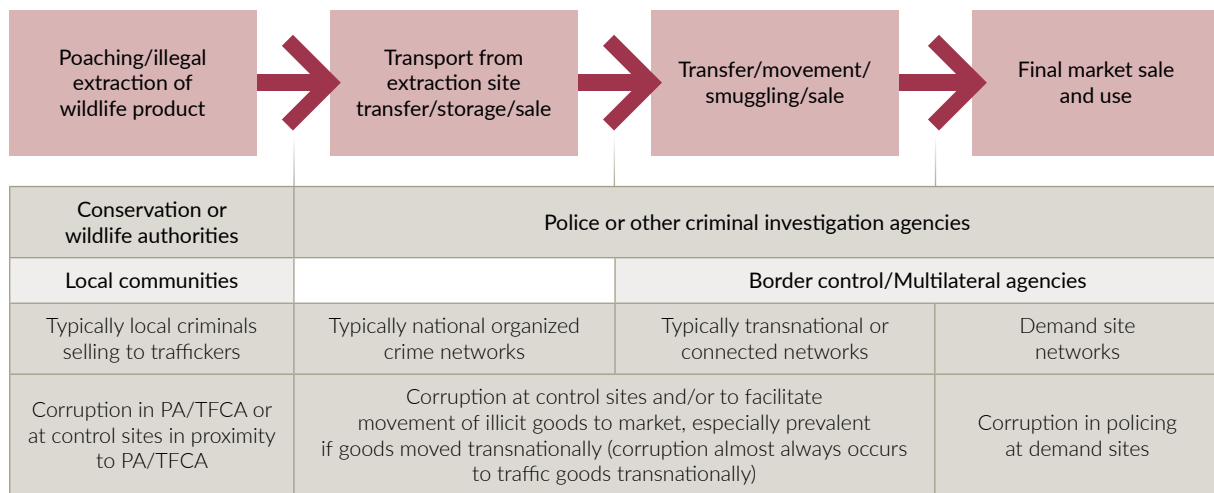 Poaching/illegal
extraction of
wildlife product
Transport from
extraction site
transfer/storage/sale
Transfer/movement/
smuggling/sale
Final market sale
and use
Conservation or
wildlife authorities
Police or other criminal investigation agencies
Local communities
Border control/Multilateral agencies
Typically local criminals
selling to traffickers
Typically national organized
crime networks
Typically transnational or
connected networks
Demand site
networks
Corruption in PA/TFCA or
at control sites in proximity
to PA/TFCA
Corruption at control sites and/or to facilitate
movement of illicit goods to market, especially prevalent
if goods moved transnationally (corruption almost always occurs
to traffic goods transnationally)
Corruption in policing
at demand sites